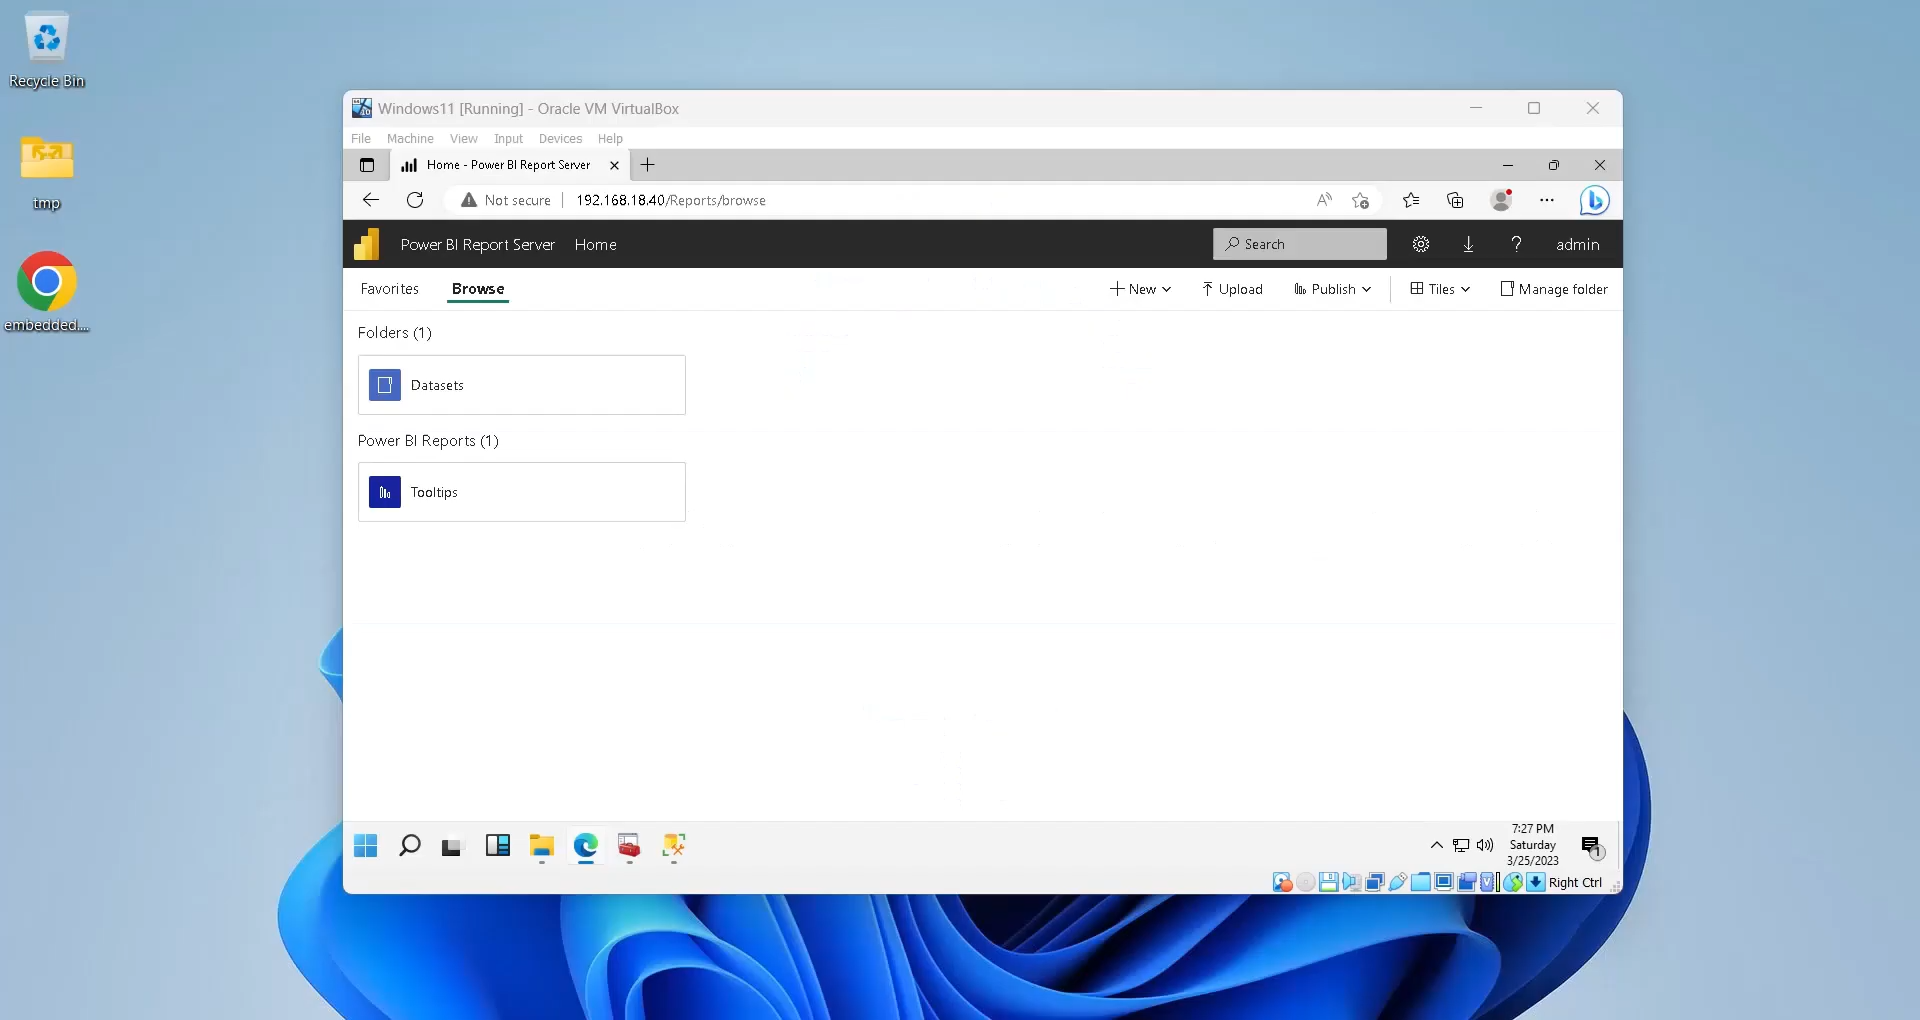 Recycle Bin
tmp
embedded....
Windows11 [Running] - Oracle VM VirtualBox
File Machine View Input Devices Help
Home - Power BI Report Server
Not secure 192.168.18.40/Reports/browse
Power BI Report Server Home Search ? admin
Favorites Browse New Upload Publish Tiles Manage folder
Folders (1)
Datasets
Power BI Reports (1)
Tooltips
7:27 PM
Saturday
3/25/2023
1
Right Ctrl